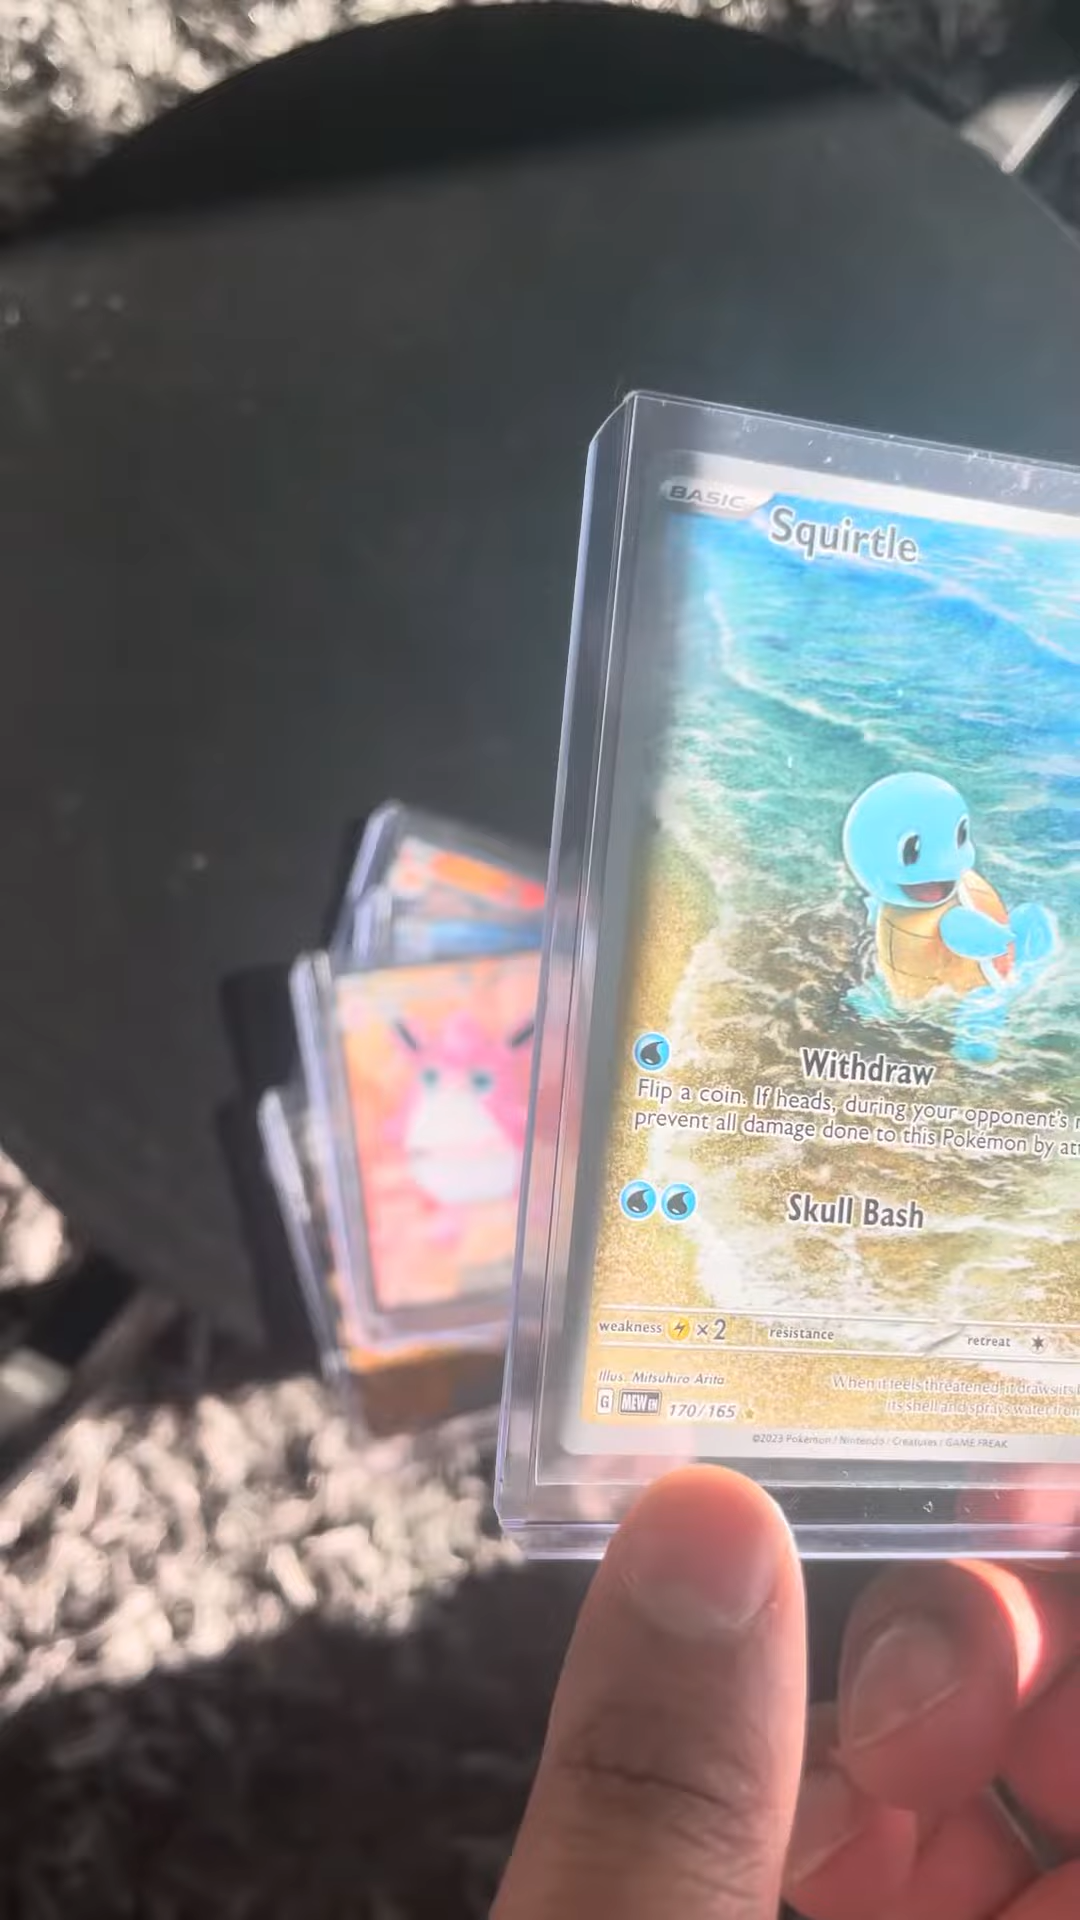 BASIC
Squirtle
Withdraw
Flip a coin. If heads, during your opponent's
prevent all damage done to this Pokémon by
Skull Bash
weakness ×2 resistance retreat
Illus. Mitsuhiro Arita
When it feels threatened, it draws its
G MEW EN 170/165
its shell and sprays water from
©2023 Pokémon / Nintendo / Creatures / GAME FREAK